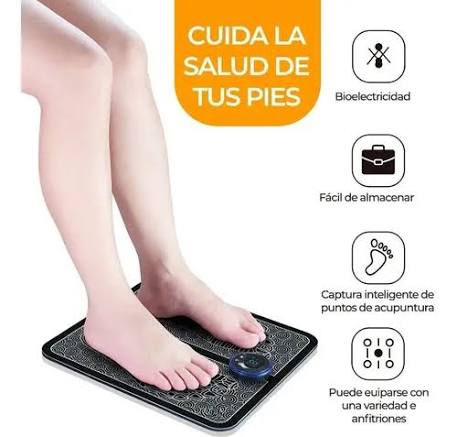 CUIDA LA
SALUD DE
TUS PIES
Bioelectricidad
Fácil de almacenar
Captura inteligente de
puntos de acupuntura
Puede euiparse con
una variedad e
anfitriones